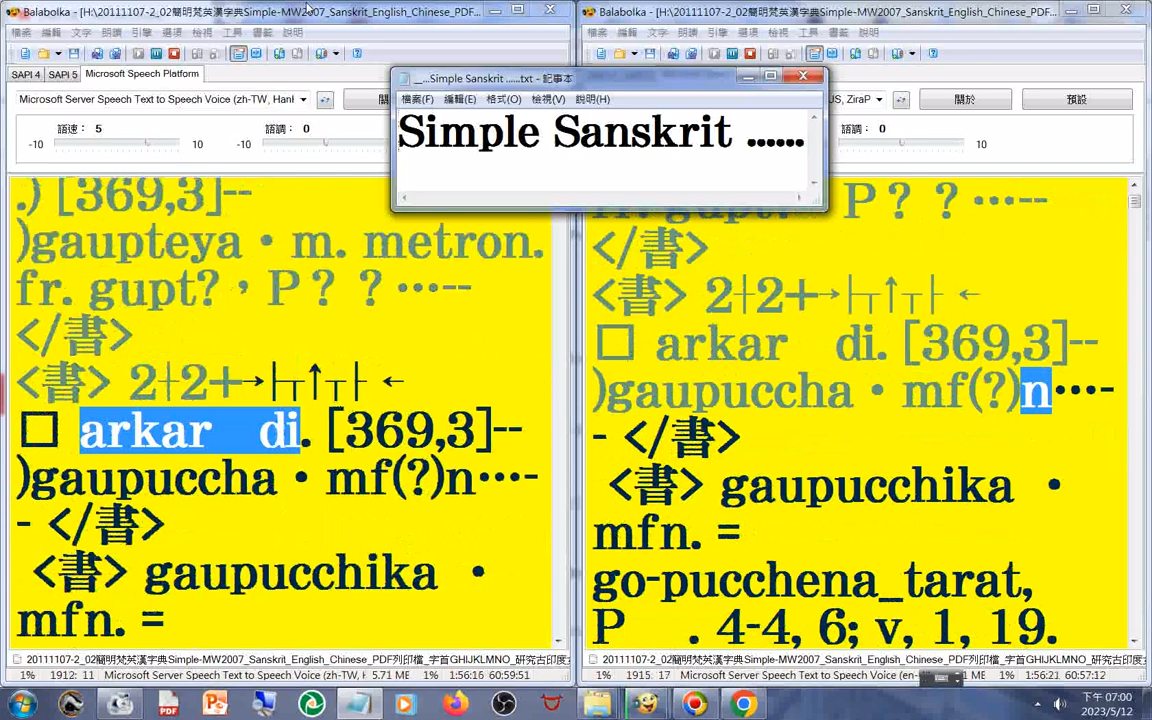 Balabolka - [H:\20111107-2_02簡明梵英漢字典Simple-MW2007_Sanskrit_English_Chinese_PDF...
檔案 編輯 文字 朗讀 引擎 選項 檢視 工具 書籤 說明
SAPI 4 SAPI 5 Microsoft Speech Platform
Microsoft Server Speech Text to Speech Voice (zh-TW, HanH
語速： 5 語調： 0
-10 10 -10
.) [369,3]--
)gaupteya • m. metron.
fr. gupt?，P？？…--
</書>
<書> 2┼2+→├┬↑┬├ ←
□ arkar di. [369,3]--
)gaupuccha • mf(?)n…-
- </書>
<書> gaupucchika •
mfn. =
20111107-2_02簡明梵英漢字典Simple-MW2007_Sanskrit_English_Chinese_PDF列印檔_字首GHIJKLMNO_研究古印度
1% 1912: 11 Microsoft Server Speech Text to Speech Voice (zh-TW, H 5.71 MB 1% 1:56:16 60:59:51
__...Simple Sanskrit ......txt - 記事本
檔案(F) 編輯(E) 格式(O) 檢視(V) 說明(H)
Simple Sanskrit ......
Balabolka - [H:\20111107-2_02簡明梵英漢字典Simple-MW2007_Sanskrit_English_Chinese_PDF...
檔案 編輯 文字 朗讀 引擎 選項 檢視 工具 書籤 說明
US, ZiraP 關於 預設
語調： 0
10
fr. gupt? P？？…--
</書>
<書> 2┼2+→├┬↑┬├ ←
□ arkar di. [369,3]--
)gaupuccha • mf(?)n…-
- </書>
<書> gaupucchika •
mfn. =
go-pucchena_tarat,
P . 4-4, 6; v, 1, 19.
20111107-2_02簡明梵英漢字典Simple-MW2007_Sanskrit_English_Chinese_PDF列印檔_字首GHIJKLMNO_研究古印度
1% 1915: 17 Microsoft Server Speech Text to Speech Voice (en- 1% 1:56:21 60:57:12
下午 07:00
2023/5/12